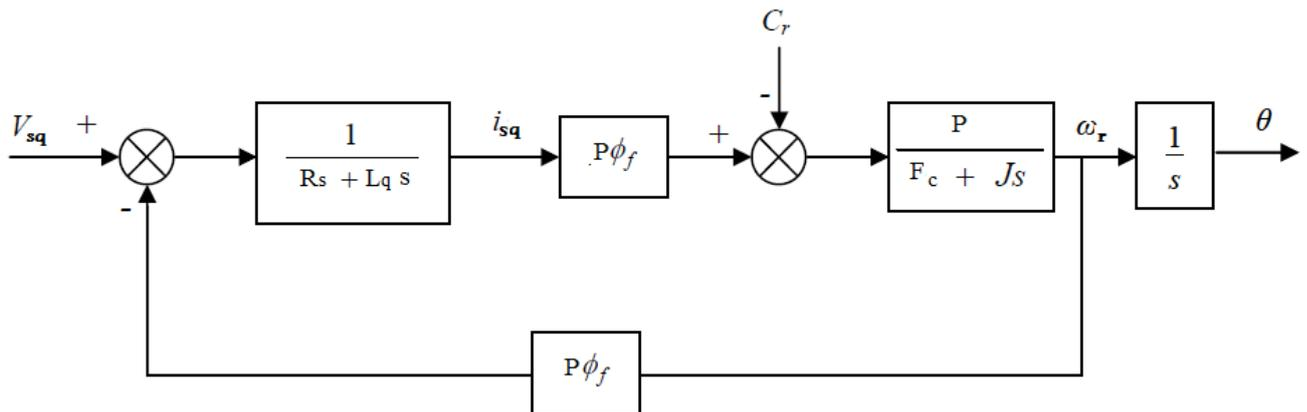 C_r
V_sq +
-
1
Rs + Lq s
i_sq
Pϕ_f
+
-
P
F_c + Js
ω_r
1
s
θ
Pϕ_f